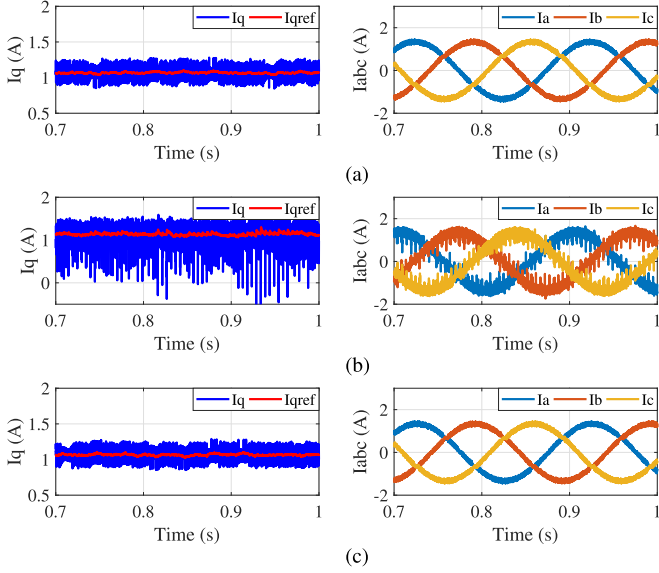 2
1.5
1
0.5
Iq (A)
Iq Iqref
0.7 0.8 0.9 1
Time (s)
2
0
-2
Iabc (A)
Ia Ib Ic
0.7 0.8 0.9 1
Time (s)
(a)
2
1
0
Iq (A)
Iq Iqref
0.7 0.8 0.9 1
Time (s)
2
0
-2
Iabc (A)
Ia Ib Ic
0.7 0.8 0.9 1
Time (s)
(b)
2
1.5
1
0.5
Iq (A)
Iq Iqref
0.7 0.8 0.9 1
Time (s)
2
0
-2
Iabc (A)
Ia Ib Ic
0.7 0.8 0.9 1
Time (s)
(c)